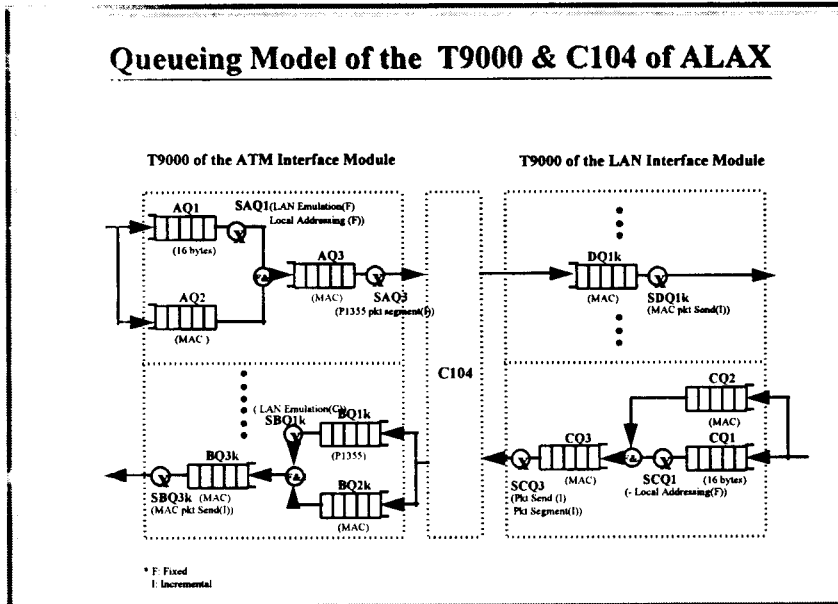 Queueing Model of the T9000 & C104 of ALAX
T9000 of the ATM Interface Module
T9000 of the LAN Interface Module
AQ1
SAQ1(LAN Emulation(F)
Local Addressing (F))
(16 bytes)
AQ3
(MAC)
SAQ3
(P1355 pkt segment(I))
AQ2
(MAC )
DQ1k
(MAC)
SDQ1k
(MAC pkt Send(I))
C104
( LAN Emulation(C))
SBQ1k
BQ1k
(P1355)
BQ3k
(MAC)
SBQ3k
(MAC pkt Send(I))
BQ2k
(MAC)
CQ2
(MAC)
CQ3
(MAC)
CQ1
(16 bytes)
SCQ3
(Pkt Send (I)
Pkt Segment(I))
SCQ1
(- Local Addressing(F))
* F: Fixed
I: Incremental